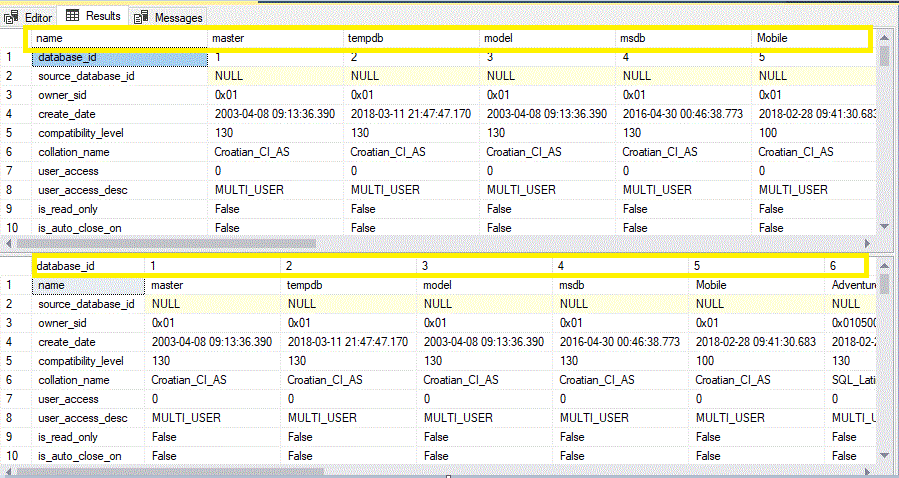 Editor Results Messages
name master tempdb model msdb Mobile
1 database_id 1 2 3 4 5
2 source_database_id NULL NULL NULL NULL NULL
3 owner_sid 0x01 0x01 0x01 0x01 0x01
4 create_date 2003-04-08 09:13:36.390 2018-03-11 21:47:47.170 2003-04-08 09:13:36.390 2016-04-30 00:46:38.773 2018-02-28 09:41:30.683
5 compatibility_level 130 130 130 130 100
6 collation_name Croatian_CI_AS Croatian_CI_AS Croatian_CI_AS Croatian_CI_AS Croatian_CI_AS
7 user_access 0 0 0 0 0
8 user_access_desc MULTI_USER MULTI_USER MULTI_USER MULTI_USER MULTI_USER
9 is_read_only False False False False False
10 is_auto_close_on False False False False False
database_id 1 2 3 4 5 6
1 name master tempdb model msdb Mobile Adventur
2 source_database_id NULL NULL NULL NULL NULL NULL
3 owner_sid 0x01 0x01 0x01 0x01 0x01 0x010500
4 create_date 2003-04-08 09:13:36.390 2018-03-11 21:47:47.170 2003-04-08 09:13:36.390 2016-04-30 00:46:38.773 2018-02-28 09:41:30.683 2018-02-
5 compatibility_level 130 130 130 130 100 130
6 collation_name Croatian_CI_AS Croatian_CI_AS Croatian_CI_AS Croatian_CI_AS Croatian_CI_AS SQL_Lati
7 user_access 0 0 0 0 0 0
8 user_access_desc MULTI_USER MULTI_USER MULTI_USER MULTI_USER MULTI_USER MULTI_U
9 is_read_only False False False False False False
10 is_auto_close_on False False False False False False